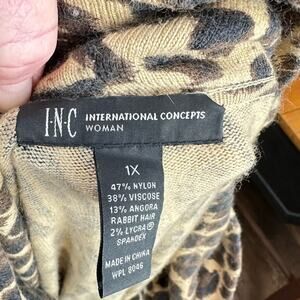 I·N·C INTERNATIONAL CONCEPTS
WOMAN
1X
47% NYLON
38% VISCOSE
13% ANGORA
RABBIT HAIR
2% LYCRA®
SPANDEX
MADE IN CHINA
WPL 8046